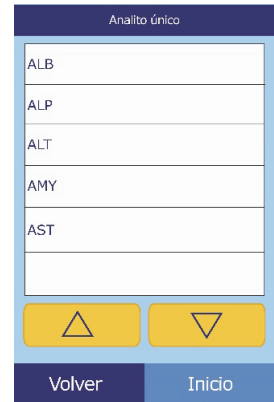 Analito único
ALB
ALP
ALT
AMY
AST
Volver Inicio